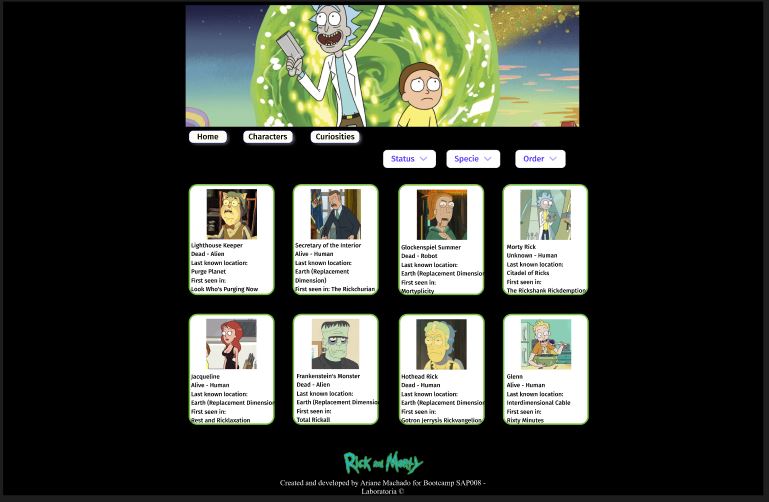 Home Characters Curiosities
Status Specie Order
Lighthouse Keeper
Dead - Alien
Last known location:
Purge Planet
First seen in:
Look Who's Purging Now
Secretary of the Interior
Alive - Human
Last known location:
Earth (Replacement
Dimension)
First seen in: The Rickchurian
Glockenspiel Summer
Dead - Robot
Last known location:
Earth (Replacement Dimension
First seen in:
Mortyplicity
Morty Rick
Unknown - Human
Last known location:
Citadel of Ricks
First seen in:
The Rickshank Rickdemption
Jacqueline
Alive - Human
Last known location:
Earth (Replacement Dimension
First seen in:
Rest and Ricklaxation
Frankenstein's Monster
Dead - Alien
Last known location:
Earth (Replacement Dimension
First seen in:
Total Rickall
Hothead Rick
Dead - Human
Last known location:
Earth (Replacement Dimension
First seen in:
Gotron Jerrysis Rickvangelion
Glenn
Alive - Human
Last known location:
Interdimensional Cable
First seen in:
Rixty Minutes
Rick and Morty
Created and developed by Ariane Machado for Bootcamp SAP008 -
Laboratoria ©